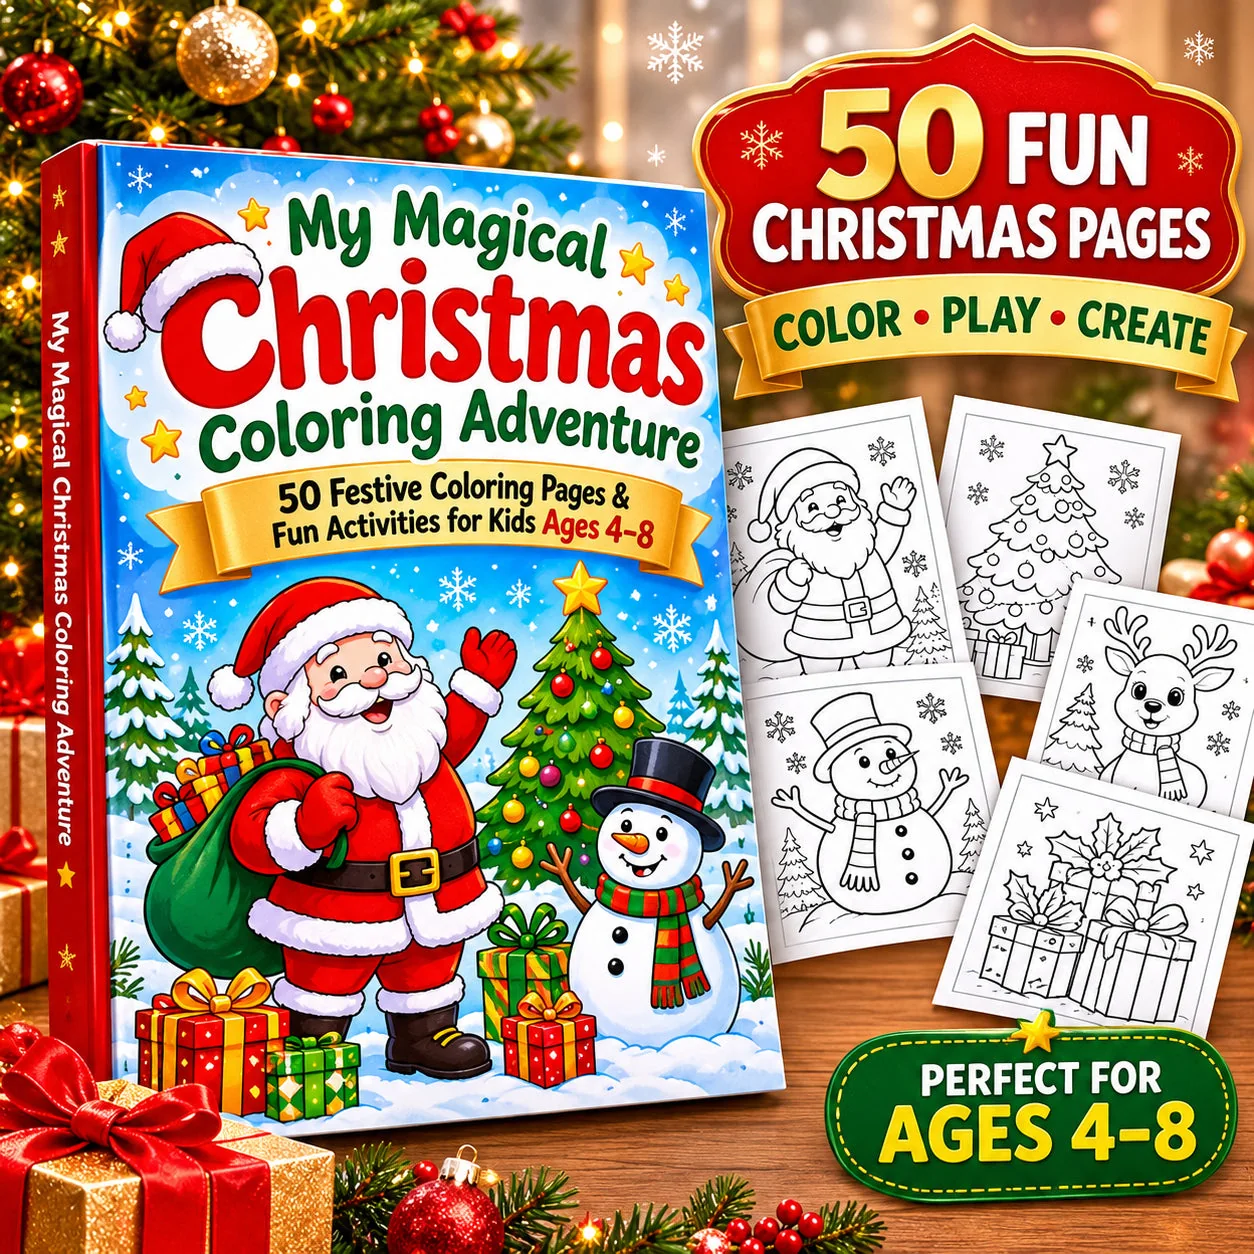 My Magical
Christmas
Coloring Adventure
50 Festive Coloring Pages &
Fun Activities for Kids Ages 4-8
My Magical Christmas Coloring Adventure
50 FUN
CHRISTMAS PAGES
COLOR • PLAY • CREATE
PERFECT FOR
AGES 4-8